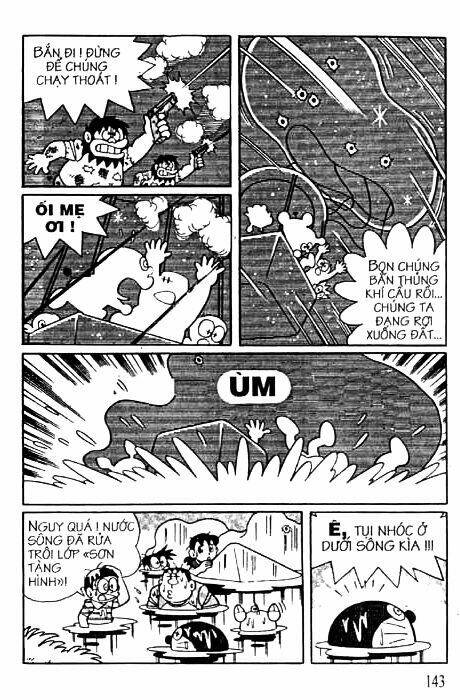 BẮN ĐI! ĐỪNG
ĐỂ CHÚNG
CHẠY THOÁT!
ỐI MẸ
ƠI!
BỌN CHÚNG
BẮN THỦNG
KHÍ CẦU RỒI...
CHÚNG TA
ĐANG RƠI
XUỐNG ĐẤT...
ÙM
NGUY QUÁ! NƯỚC
SÔNG ĐÃ RỬA
TRÔI LỚP «SƠN
TÀNG
HÌNH»!
Ê, TỤI NHÓC Ở
DƯỚI SÔNG KÌA!!!
143